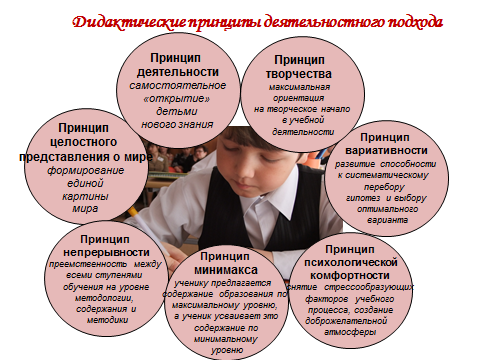 Дидактические принципы деятельностного подхода
Принцип
деятельности
самостоятельное
«открытие»
детьми
нового знания
Принцип
творчества
максимальная
ориентация
на творческое начало
в учебной
деятельности
Принцип
целостного
представления о мире
формирование
единой
картины
мира
Принцип
вариативности
развитие способности
к систематическому
перебору
гипотез и выбору
оптимального
варианта
Принцип
непрерывности
преемственность между
всеми ступенями
обучения на уровне
методологии,
содержания и
методики
Принцип
минимакса
ученику предлагается
содержание образования по
максимальному уровню,
а ученик усваивает это
содержание по
минимальному
уровню
Принцип
психологической
комфортности
снятие стрессообразующих
факторов учебного
процесса, создание
доброжелательной
атмосферы